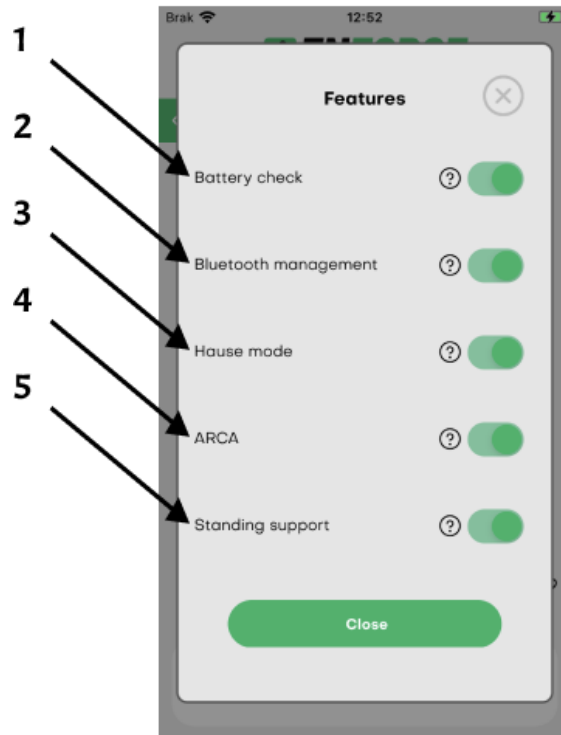 Brak 12:52
1
Features
2
Battery check ?
3
Bluetooth management ?
4
Hause mode ?
5
ARCA ?
Standing support ?
Close